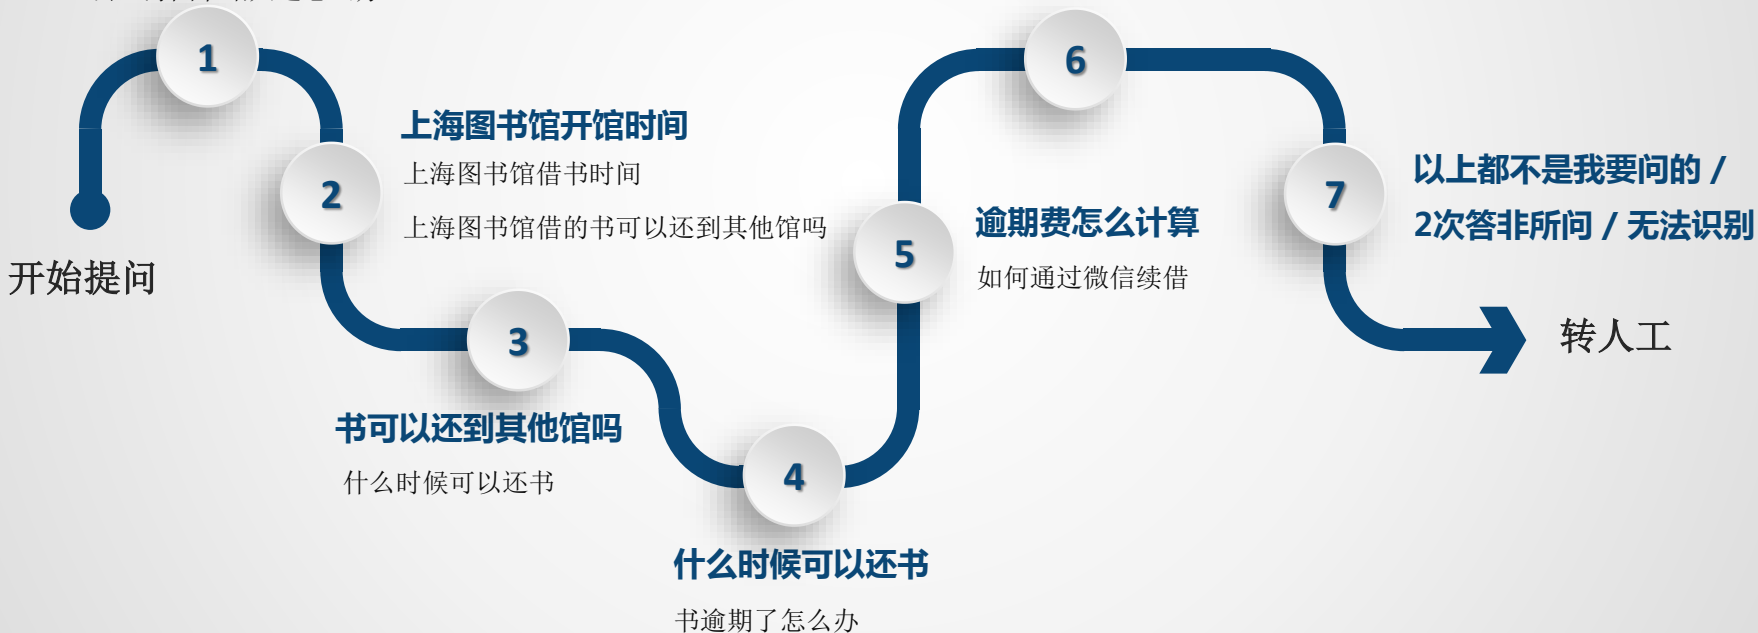 1
6
上海图书馆开馆时间
上海图书馆借书时间
上海图书馆借的书可以还到其他馆吗
2
7
以上都不是我要问的 /
2次答非所问 / 无法识别
逾期费怎么计算
如何通过微信续借
5
开始提问
3
转人工
书可以还到其他馆吗
什么时候可以还书
4
什么时候可以还书
书逾期了怎么办